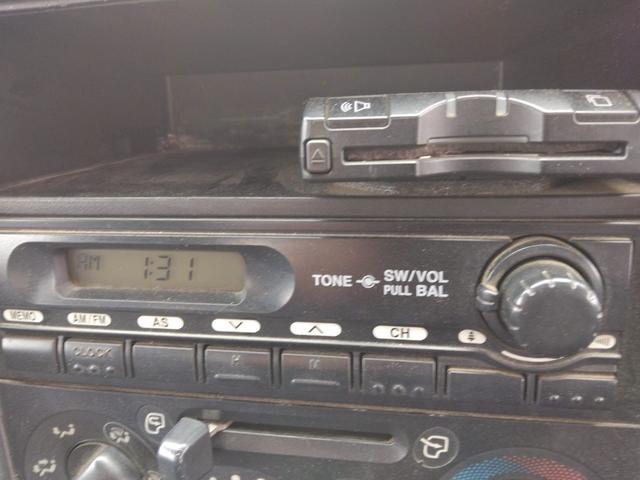 AM 1:31
TONE SW/VOL
PULL BAL
MEMO AM/FM AS CH
CLOCK H M